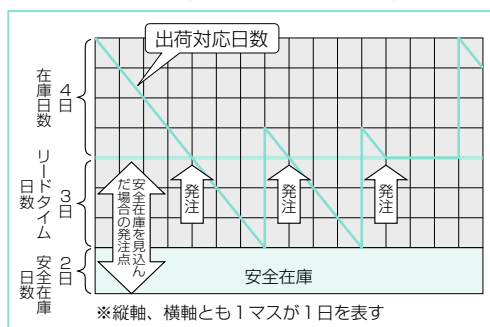 出荷対応日数
在庫日数
4日
リードタイム
日数
3日
安全在庫
日数
2日
安全在庫を見込ん
だ場合の発注点
発注
発注
発注
安全在庫
※縦軸、横軸とも1マスが1日を表す